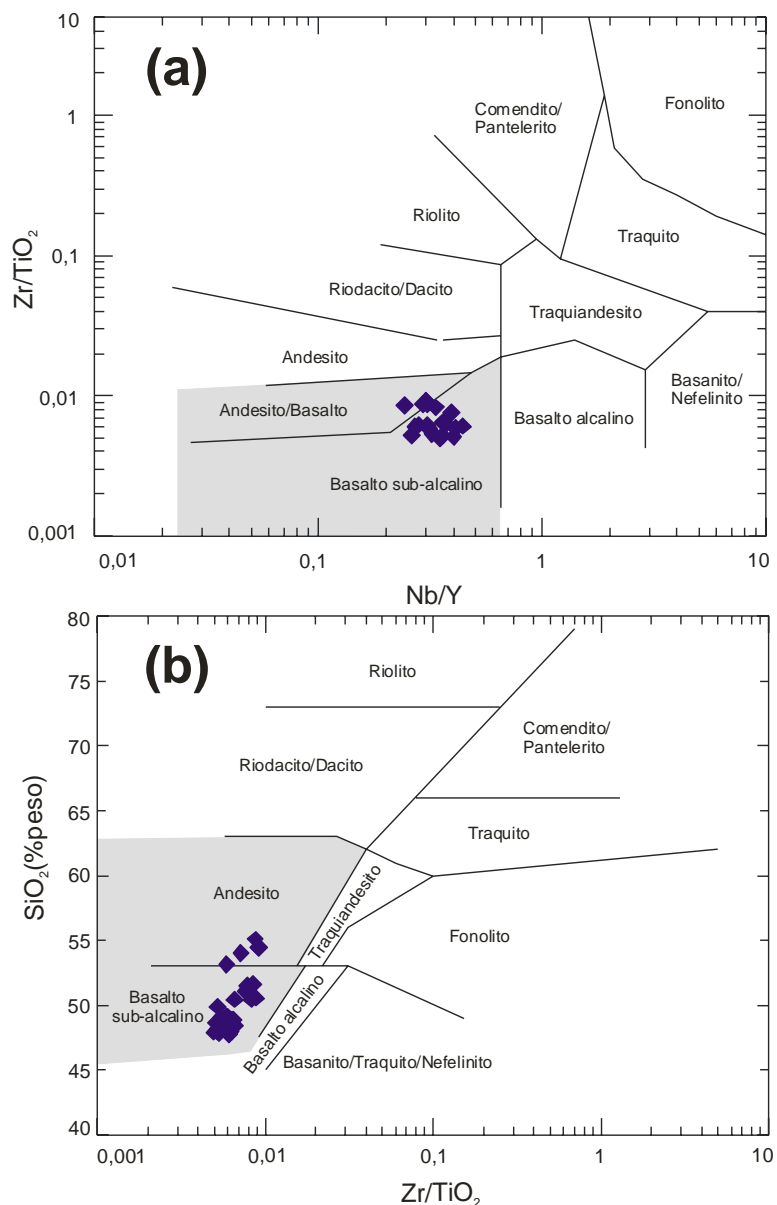 (a)
10
1
0,1
0,01
0,001
Zr/TiO₂
Comendito/
Pantelerito
Fonolito
Riolito
Traquito
Riodacito/Dacito
Traquiandesito
Andesito
Andesito/Basalto
Basanito/
Nefelinito
Basalto alcalino
Basalto sub-alcalino
0,01
0,1
1
10
Nb/Y
(b)
80
75
70
65
60
55
50
45
40
SiO₂(%peso)
Riolito
Comendito/
Pantelerito
Riodacito/Dacito
Traquito
Andesito
Traquiandesito
Fonolito
Basalto
sub-alcalino
Basalto alcalino
Basanito/Traquito/Nefelinito
0,001
0,01
0,1
1
10
Zr/TiO₂